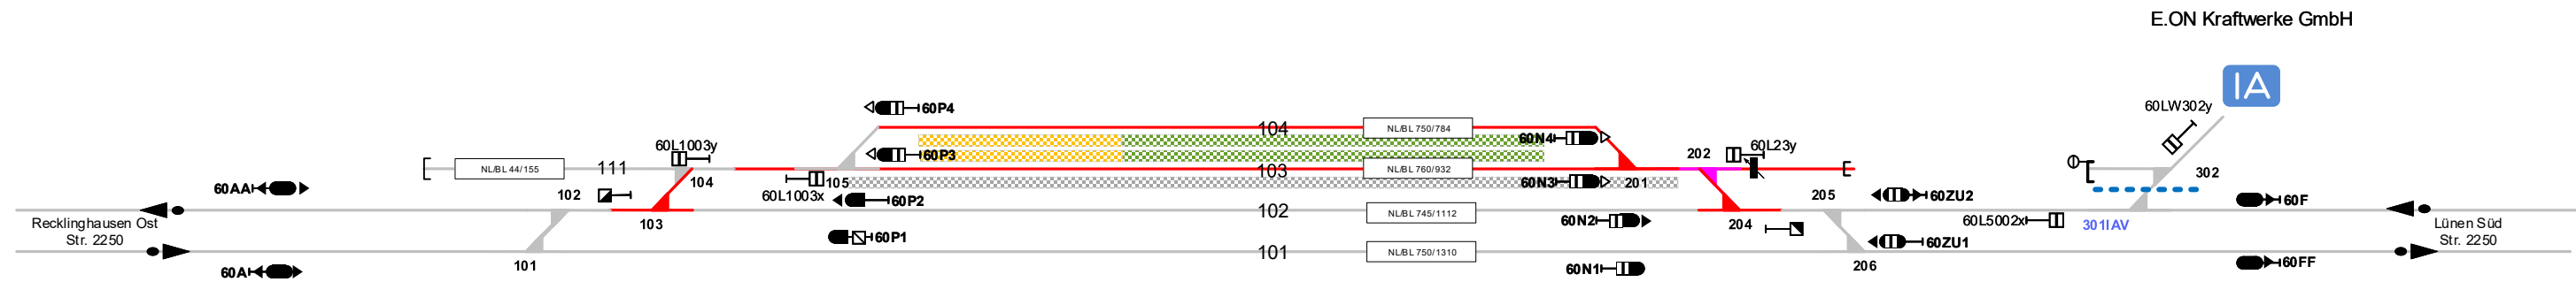 E.ON Kraftwerke GmbH
IA
60LW302y
60P4
104
NL/BL 750/784
60N4
60L1003y
60P3
202
60L23y
NL/BL 44/155
111
103
NL/BL 760/932
302
104
60L1003x
105
60N3
201
60AA
102
60P2
205
60ZU2
60F
Recklinghausen Ost
Str. 2250
103
102
NL/BL 745/1112
60N2
204
60L5002x
301IAV
Lünen Süd
Str. 2250
60P1
60ZU1
101
NL/BL 750/1310
101
206
60A
60N1
60FF